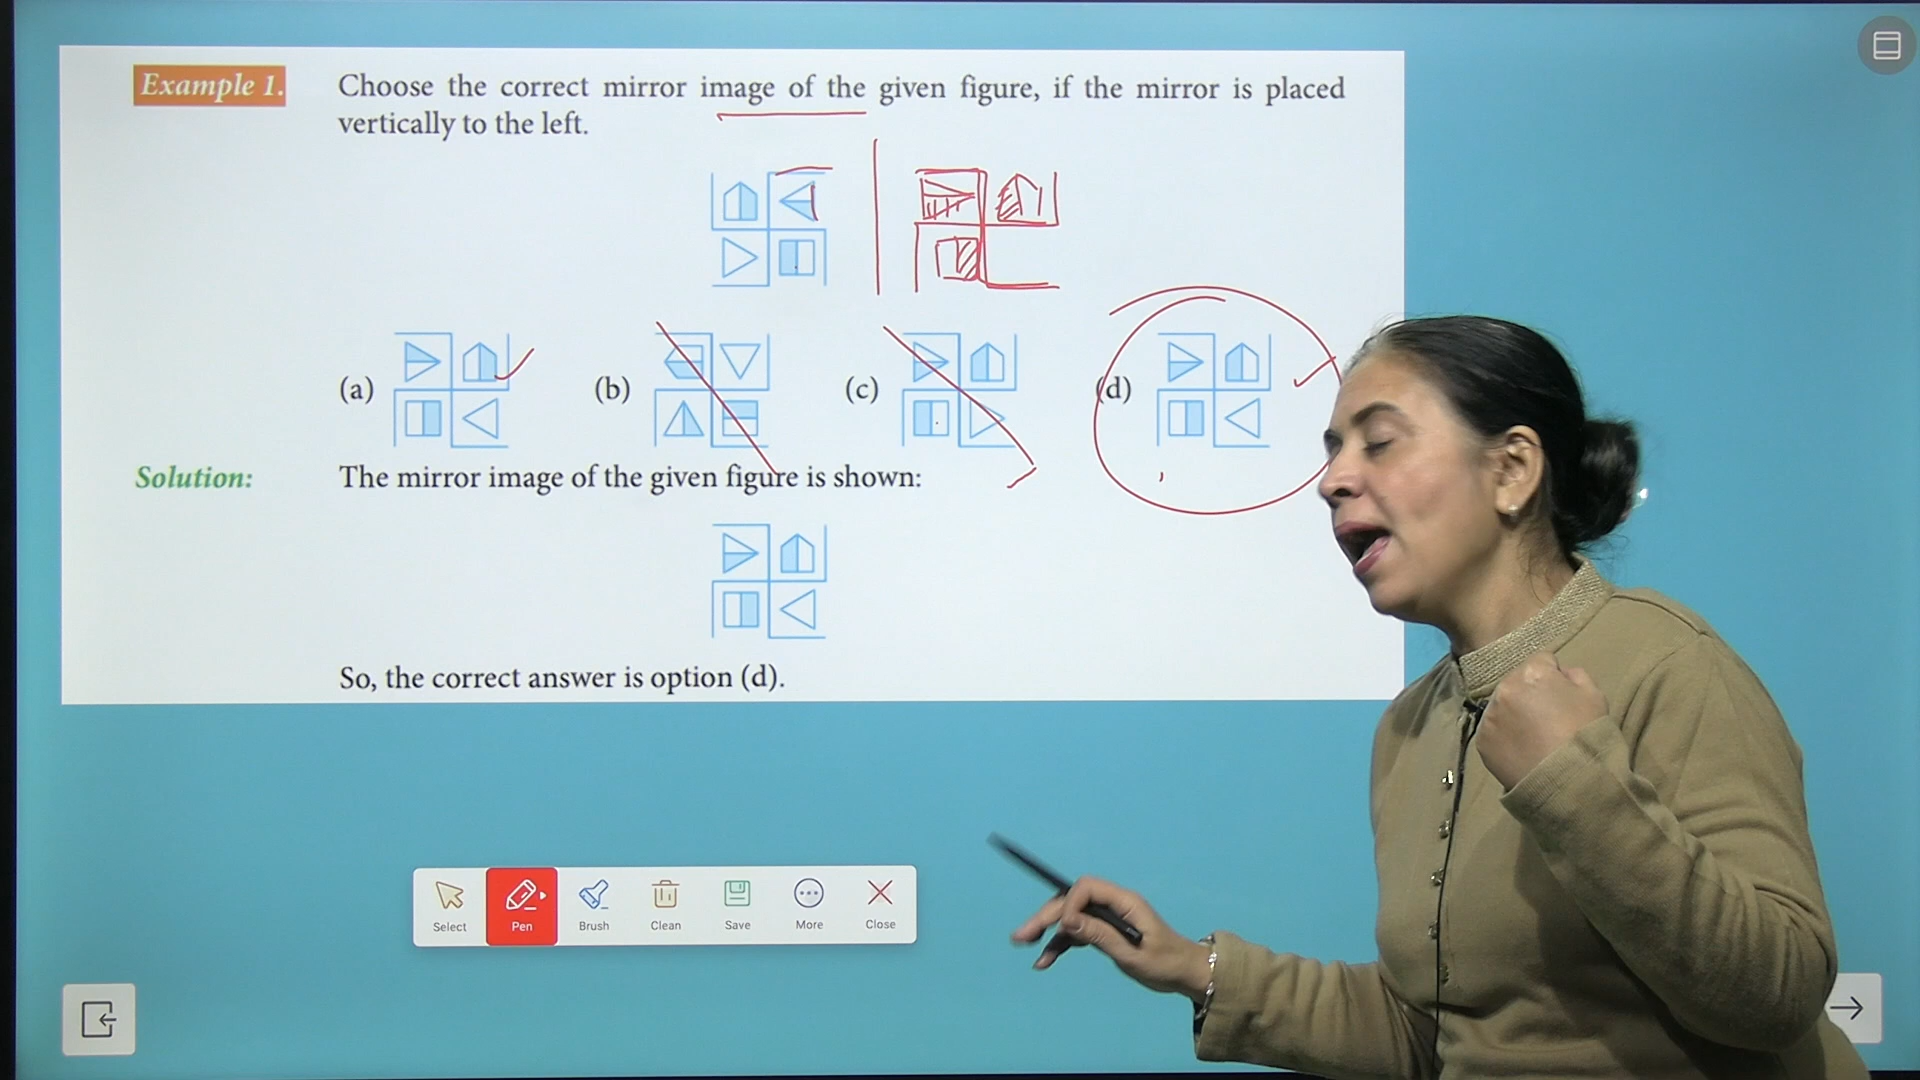 Example 1. Choose the correct mirror image of the given figure, if the mirror is placed
vertically to the left.
(a) (b) (c) (d)
Solution: The mirror image of the given figure is shown:
So, the correct answer is option (d).
Select Pen Brush Clean Save More Close